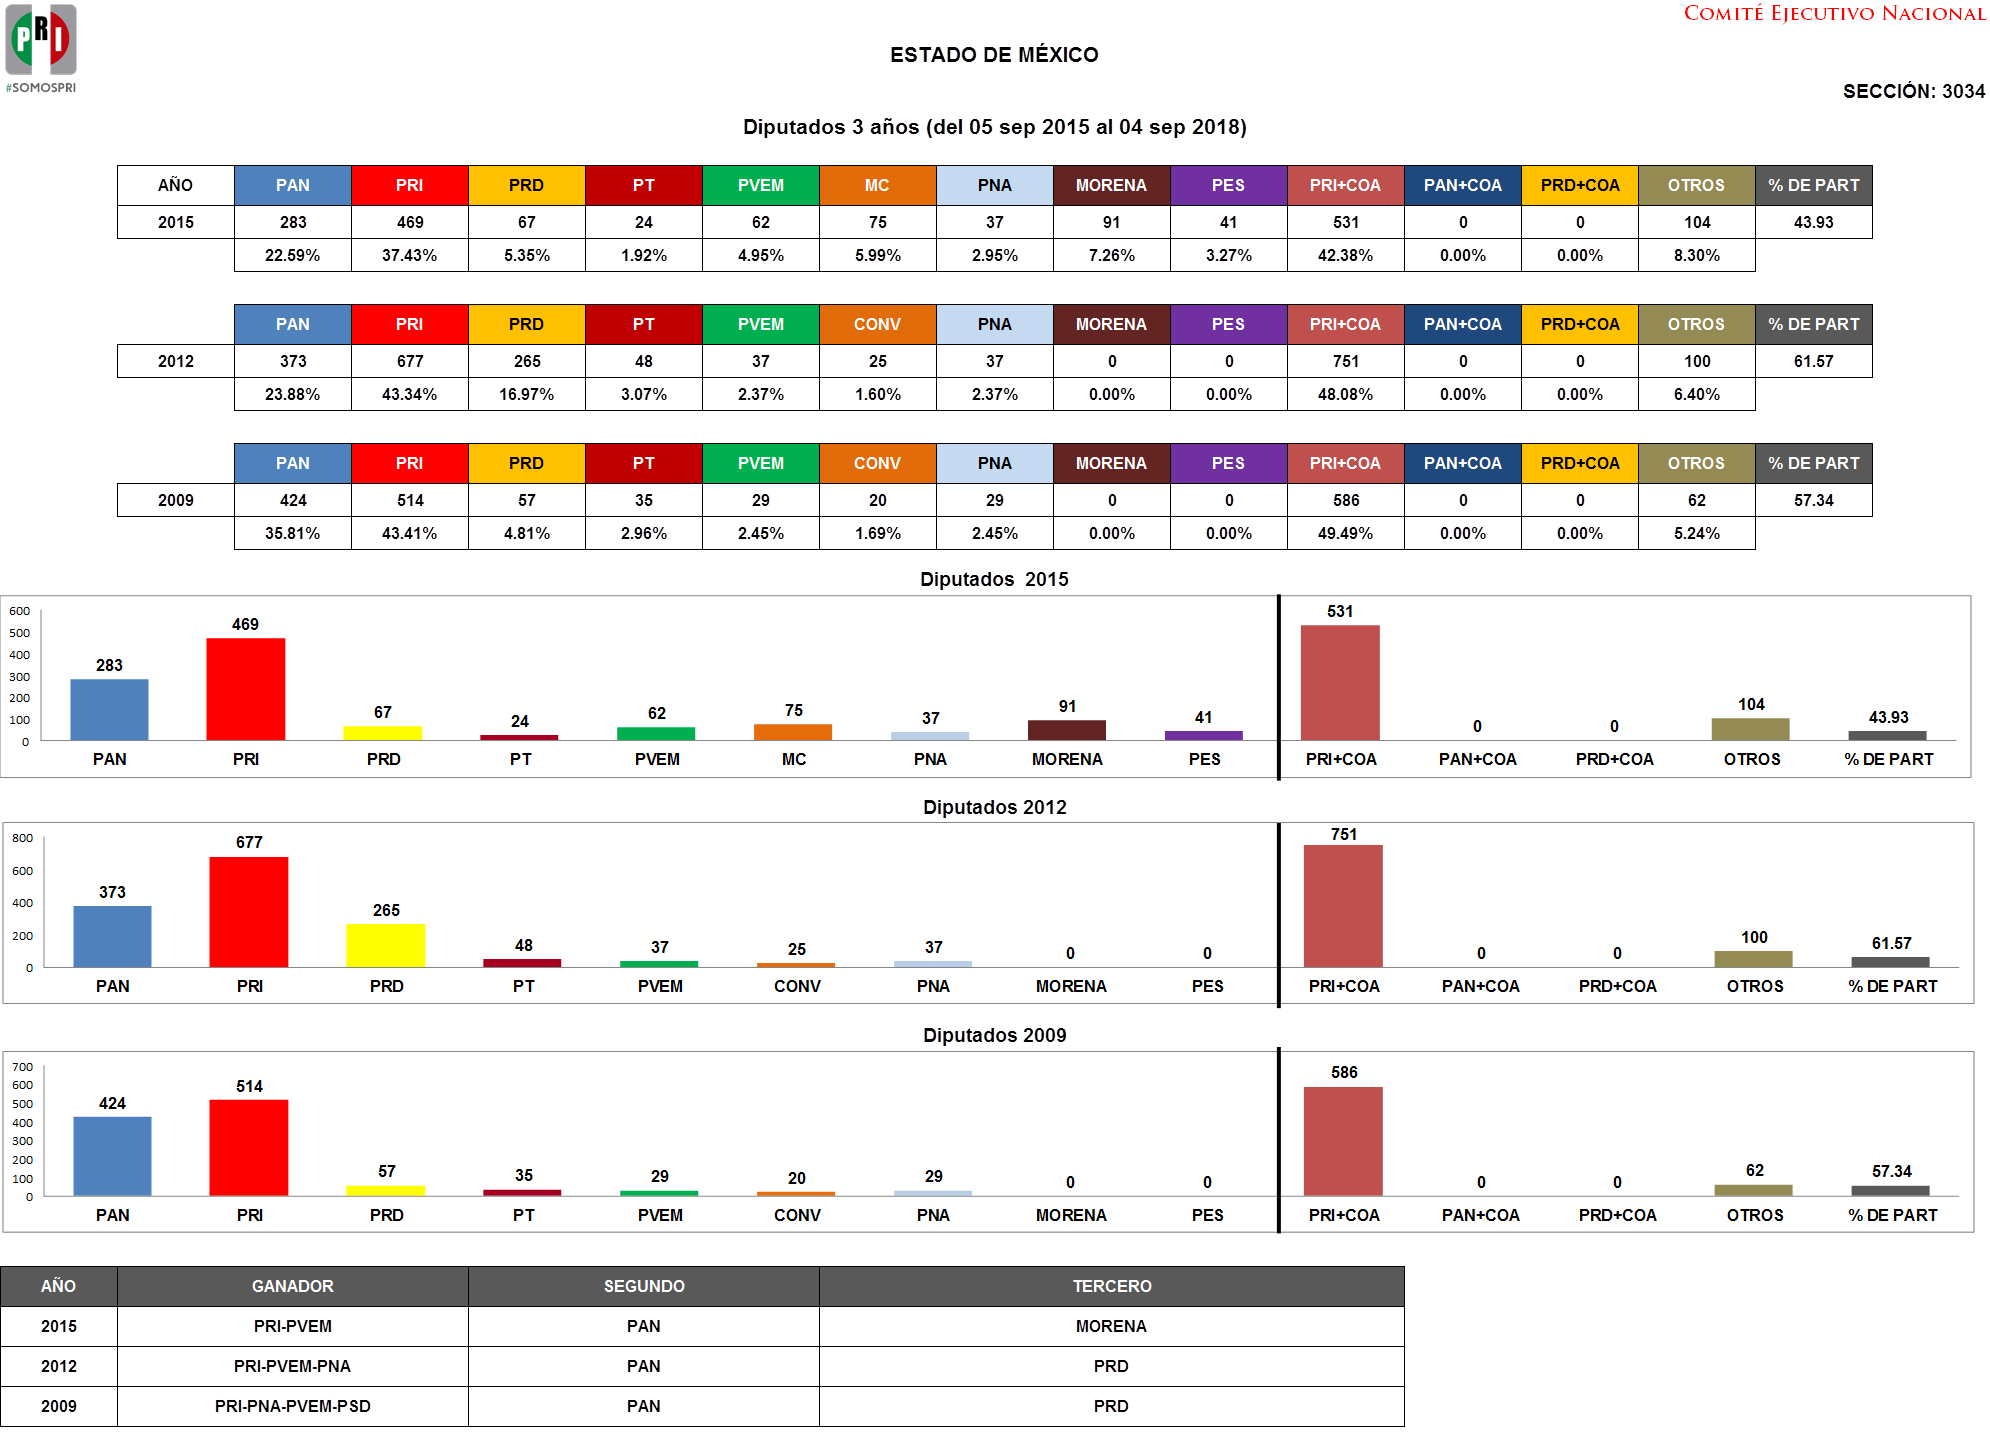 PRI
#SOMOSPRI
COMITÉ EJECUTIVO NACIONAL
ESTADO DE MÉXICO
SECCIÓN: 3034
Diputados 3 años (del 05 sep 2015 al 04 sep 2018)
AÑO PAN PRI PRD PT PVEM MC PNA MORENA PES PRI+COA PAN+COA PRD+COA OTROS % DE PART
2015 283 469 67 24 62 75 37 91 41 531 0 0 104 43.93
22.59% 37.43% 5.35% 1.92% 4.95% 5.99% 2.95% 7.26% 3.27% 42.38% 0.00% 0.00% 8.30%
PAN PRI PRD PT PVEM CONV PNA MORENA PES PRI+COA PAN+COA PRD+COA OTROS % DE PART
2012 373 677 265 48 37 25 37 0 0 751 0 0 100 61.57
23.88% 43.34% 16.97% 3.07% 2.37% 1.60% 2.37% 0.00% 0.00% 48.08% 0.00% 0.00% 6.40%
PAN PRI PRD PT PVEM CONV PNA MORENA PES PRI+COA PAN+COA PRD+COA OTROS % DE PART
2009 424 514 57 35 29 20 29 0 0 586 0 0 62 57.34
35.81% 43.41% 4.81% 2.96% 2.45% 1.69% 2.45% 0.00% 0.00% 49.49% 0.00% 0.00% 5.24%
Diputados 2015
600
500
400
300
200
100
0
283 469 67 24 62 75 37 91 41 531 0 0 104 43.93
PAN PRI PRD PT PVEM MC PNA MORENA PES PRI+COA PAN+COA PRD+COA OTROS % DE PART
Diputados 2012
800
600
400
200
0
373 677 265 48 37 25 37 0 0 751 0 0 100 61.57
PAN PRI PRD PT PVEM CONV PNA MORENA PES PRI+COA PAN+COA PRD+COA OTROS % DE PART
Diputados 2009
700
600
500
400
300
200
100
0
424 514 57 35 29 20 29 0 0 586 0 0 62 57.34
PAN PRI PRD PT PVEM CONV PNA MORENA PES PRI+COA PAN+COA PRD+COA OTROS % DE PART
AÑO GANADOR SEGUNDO TERCERO
2015 PRI-PVEM PAN MORENA
2012 PRI-PVEM-PNA PAN PRD
2009 PRI-PNA-PVEM-PSD PAN PRD